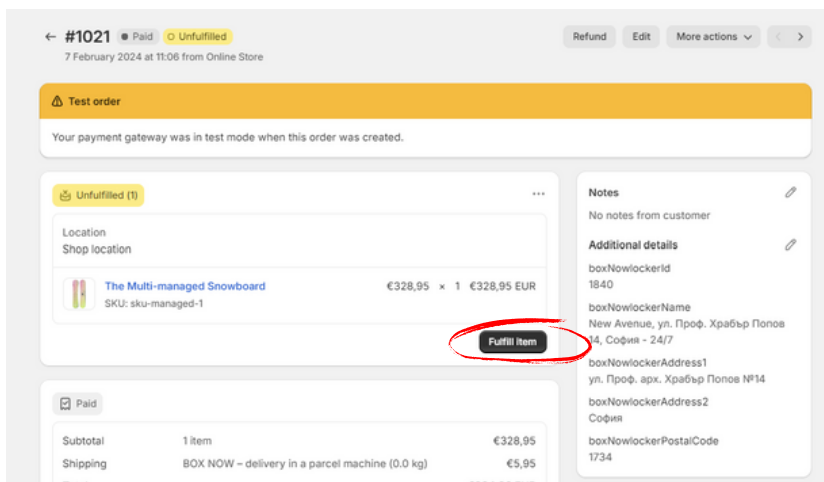 #1021 Paid Unfulfilled
Refund Edit More actions
7 February 2024 at 11:06 from Online Store
Test order
Your payment gateway was in test mode when this order was created.
Unfulfilled (1)
Location
Shop location
The Multi-managed Snowboard €328,95 × 1 €328,95 EUR
SKU: sku-managed-1
Fulfill item
Paid
Subtotal 1 item €328,95
Shipping BOX NOW – delivery in a parcel machine (0.0 kg) €5,95
Notes
No notes from customer
Additional details
boxNowlockerId
1840
boxNowlockerName
New Avenue, ул. Проф. Храбър Попов
14, София - 24/7
boxNowlockerAddress1
ул. Проф. арх. Храбър Попов №14
boxNowlockerAddress2
София
boxNowlockerPostalCode
1734